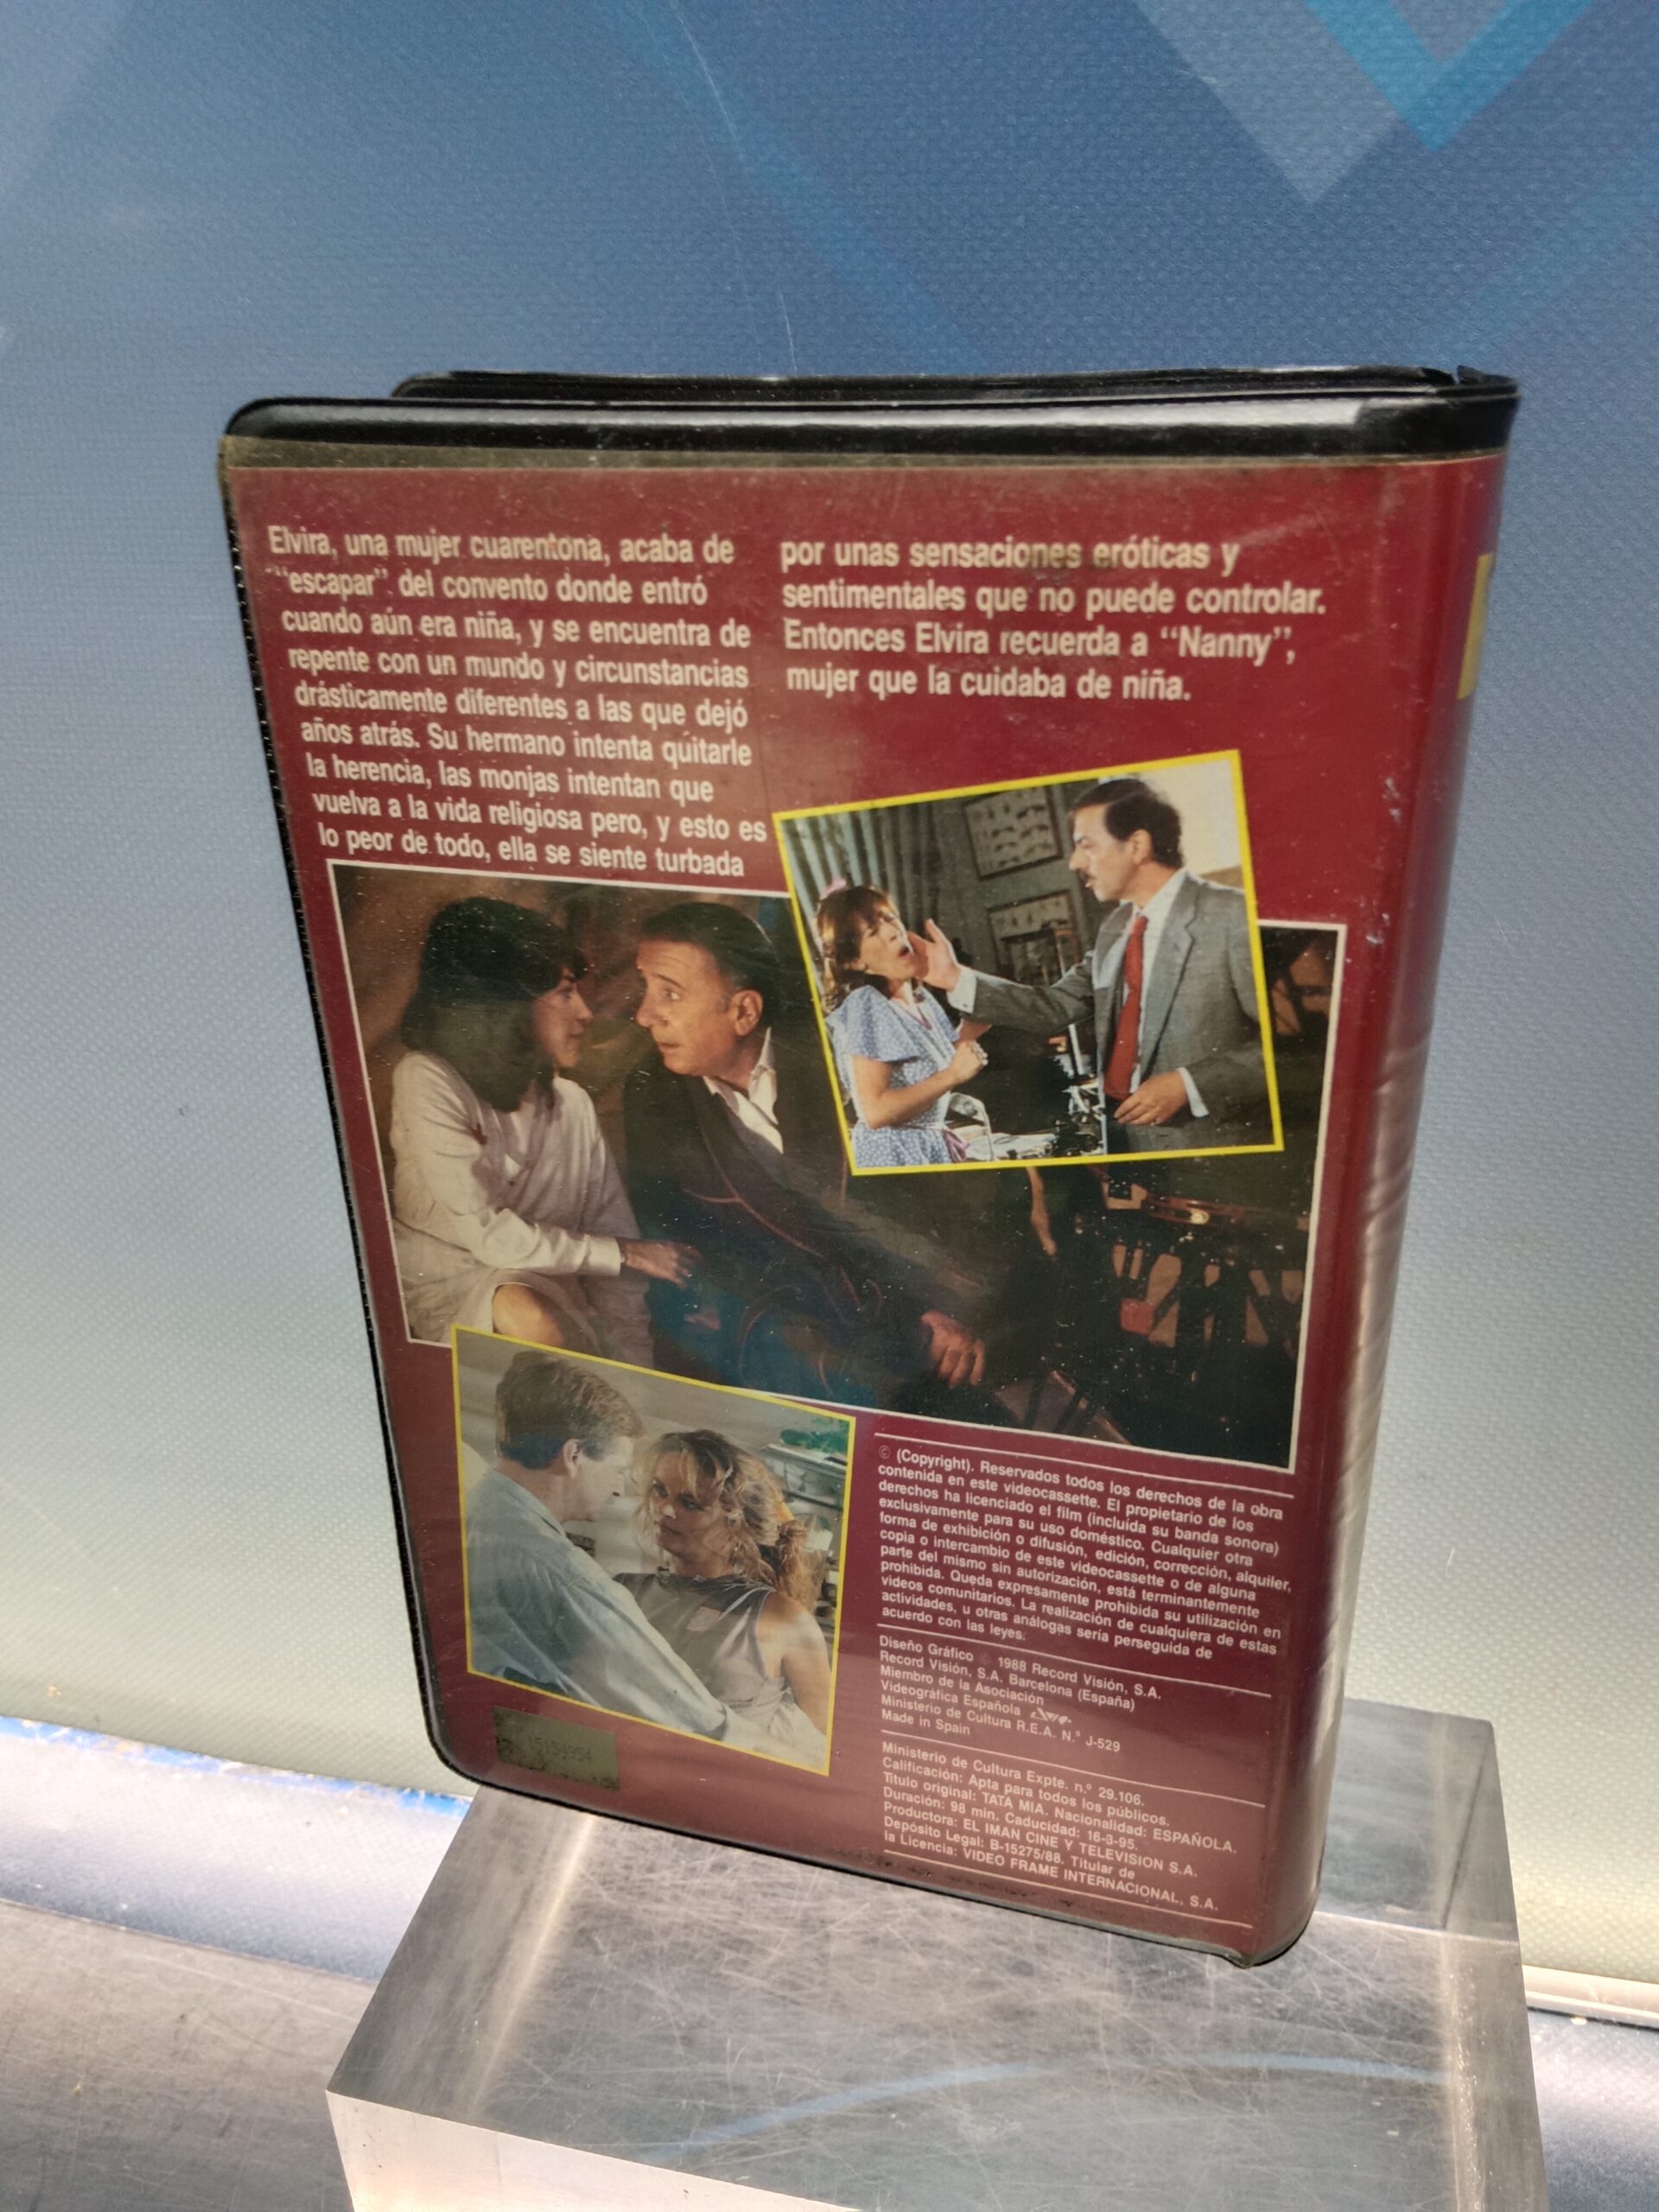 Elvira, una mujer cuarentona, acaba de
"escapar" del convento donde entró
cuando aún era niña, y se encuentra de
repente con un mundo y circunstancias
drásticamente diferentes a las que dejó
años atrás. Su hermano intenta quitarle
la herencia, las monjas intentan que
vuelva a la vida religiosa pero, y esto es
lo peor de todo, ella se siente turbada
por unas sensaciones eróticas y
sentimentales que no puede controlar.
Entonces Elvira recuerda a "Nanny",
mujer que la cuidaba de niña.
© (Copyright). Reservados todos los derechos de la obra
contenida en este videocassette. El propietario de los
derechos ha licenciado el film (incluida su banda sonora)
exclusivamente para su uso doméstico. Cualquier otra
forma de exhibición o difusión, edición, corrección, alquiler,
copia o intercambio de este videocassette o de alguna
parte del mismo sin autorización, está terminantemente
prohibida. Queda expresamente prohibida su utilización en
videos comunitarios. La realización de cualquiera de estas
actividades, u otras análogas sería perseguida de
acuerdo con las leyes.
Diseño Gráfico © 1988 Record Visión, S.A.
Record Visión, S.A. Barcelona (España)
Miembro de la Asociación
Videográfica Española
Ministerio de Cultura R.E.A. N.º J-529
Made in Spain
Ministerio de Cultura Expte. n.º 29.106.
Calificación: Apta para todos los públicos.
Título original: TATA MIA. Nacionalidad: ESPAÑOLA.
Duración: 98 min. Caducidad: 16-3-95.
Productora: EL IMAN CINE Y TELEVISION S.A.
Depósito Legal: B-15275/88. Titular de
la Licencia: VIDEO FRAME INTERNACIONAL, S.A.